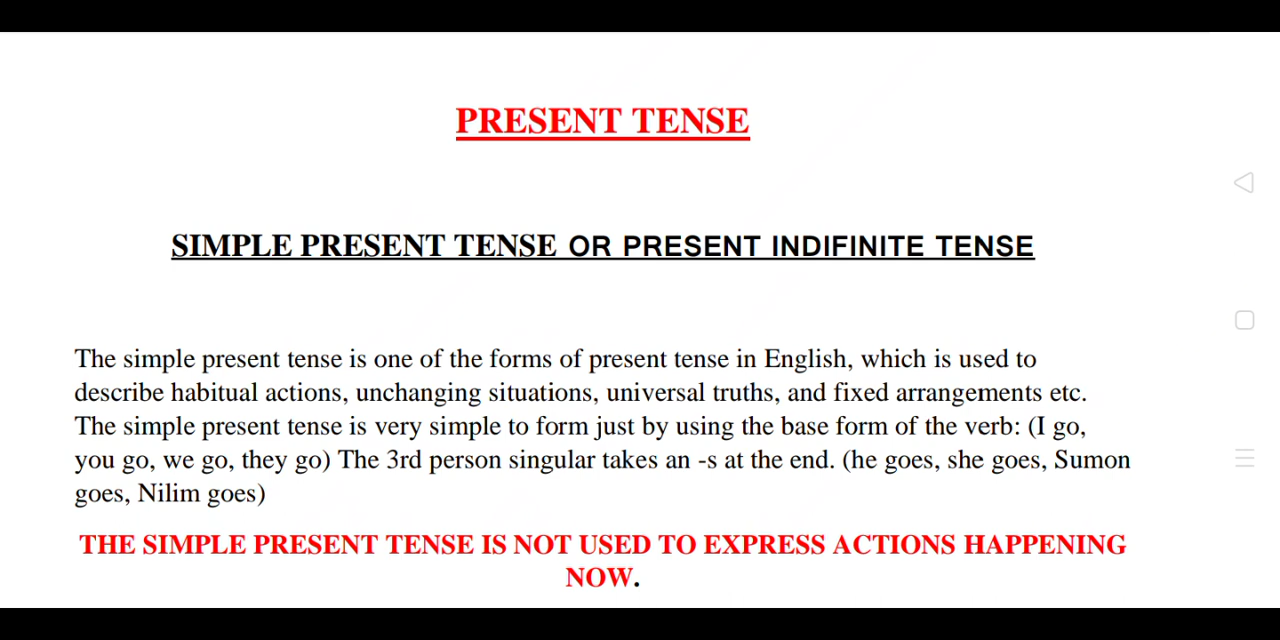 PRESENT TENSE
SIMPLE PRESENT TENSE OR PRESENT INDIFINITE TENSE
The simple present tense is one of the forms of present tense in English, which is used to
describe habitual actions, unchanging situations, universal truths, and fixed arrangements etc.
The simple present tense is very simple to form just by using the base form of the verb: (I go,
you go, we go, they go) The 3rd person singular takes an -s at the end. (he goes, she goes, Sumon
goes, Nilim goes)
THE SIMPLE PRESENT TENSE IS NOT USED TO EXPRESS ACTIONS HAPPENING
NOW.